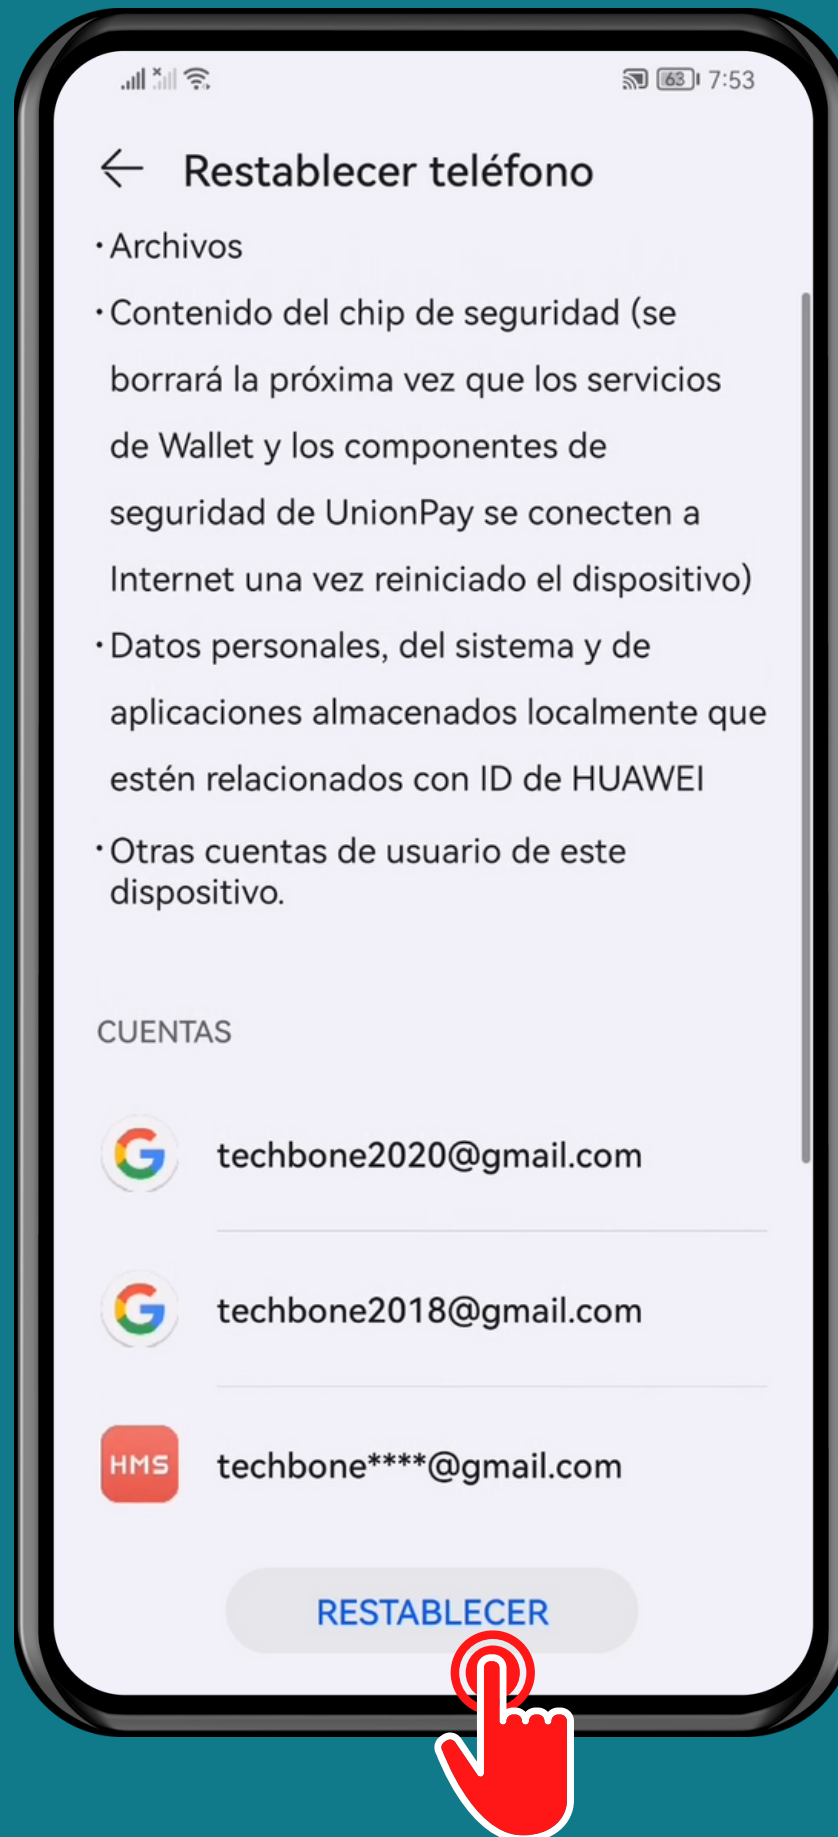 63 7:53
Restablecer teléfono
· Archivos
· Contenido del chip de seguridad (se
borrará la próxima vez que los servicios
de Wallet y los componentes de
seguridad de UnionPay se conecten a
Internet una vez reiniciado el dispositivo)
· Datos personales, del sistema y de
aplicaciones almacenados localmente que
estén relacionados con ID de HUAWEI
· Otras cuentas de usuario de este
dispositivo.
CUENTAS
techbone2020@gmail.com
techbone2018@gmail.com
HMS techbone****@gmail.com
RESTABLECER